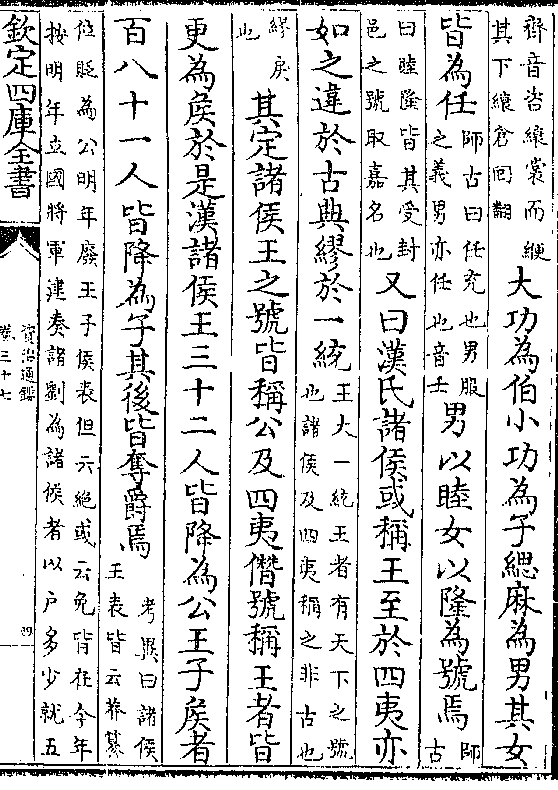 齊音咨縗裳而緶
其下縗倉回翻
大功為伯小功為子緦麻為男其女
皆為任
師古曰任充也男服
之義男亦任也音壬
男以睦女以隆為號焉
師古
曰睦隆皆其受封
邑之號取嘉名也
又曰漢氏諸侯或稱王至於四夷亦
如之違於古典繆於一統
王大一統王者有天下之號
也諸侯及四夷稱之非古也
繆戾
也
其定諸侯王之號皆稱公及四夷僭號稱王者皆
更為侯於是漢諸侯王三十二人皆降為公王子矦者
百八十一人皆降為子其後皆奪爵焉
考異曰諸侯
王表皆云莽簒
位貶為公明年廢王子侯表但云絶或云免皆在今年
按明年立國將軍建奏諸劉為諸侯者以戶多少就五
欽定四庫全書
資治通鑑
卷三十七